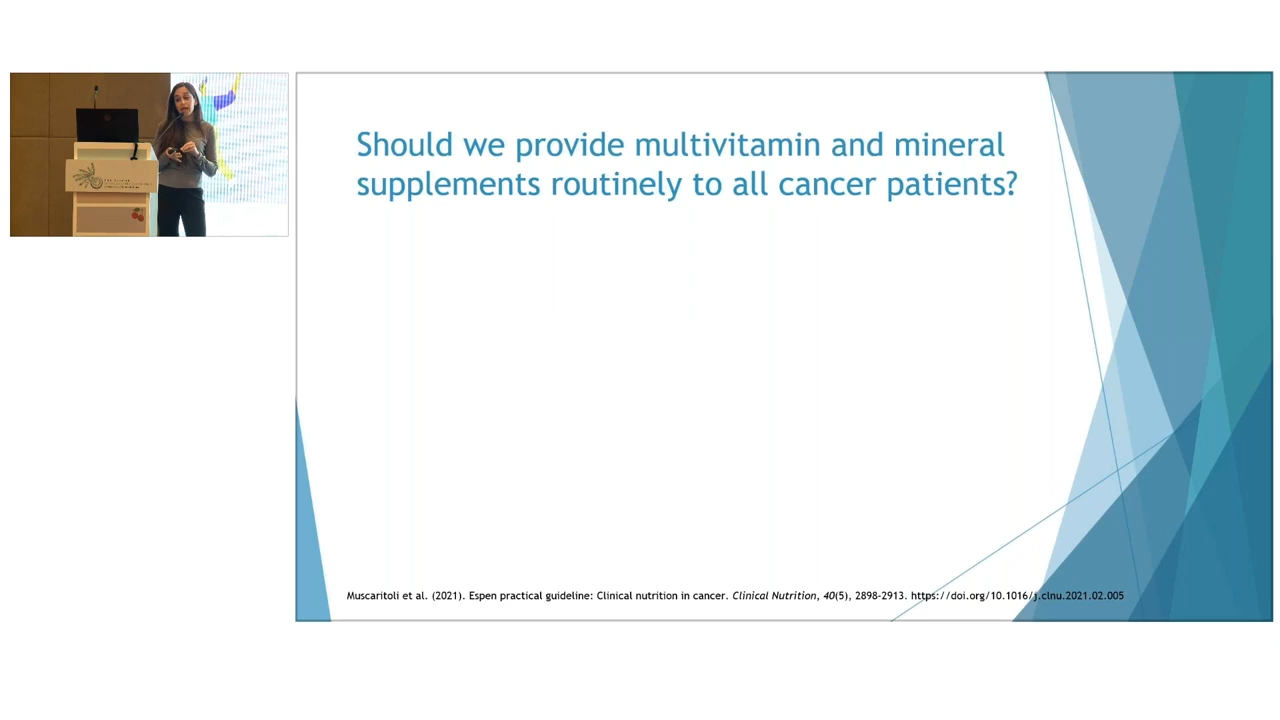 Should we provide multivitamin and mineral
supplements routinely to all cancer patients?
Muscaritoli et al. (2021). Espen practical guideline: Clinical nutrition in cancer. Clinical Nutrition, 40(5), 2898-2913. https://doi.org/10.1016/j.clnu.2021.02.005